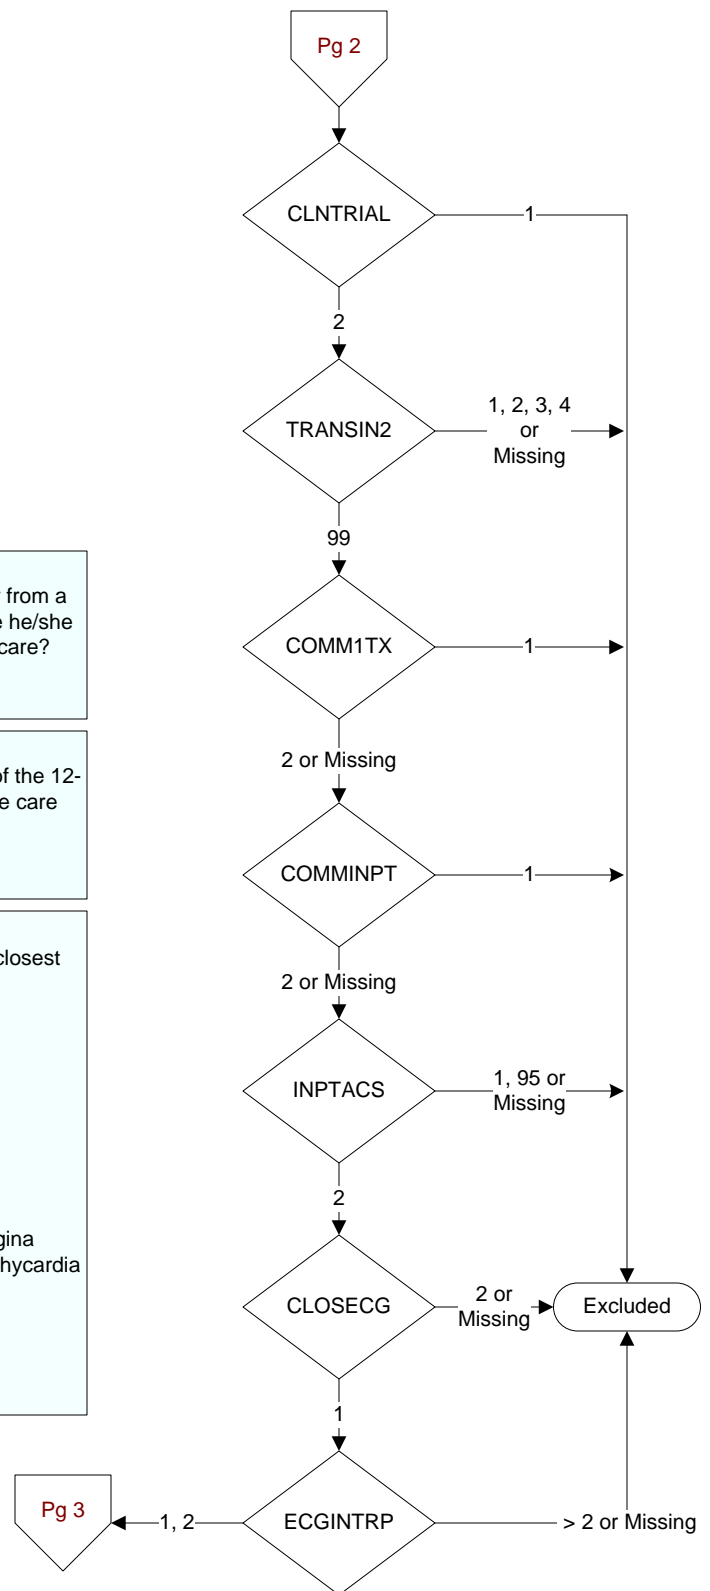 Pg 2
CLNTRIAL
1
2
TRANSIN2
1, 2, 3, 4
or
Missing
99
from a
he/she
care?
COMM1TX
1
2 or Missing
of the 12-
care
COMMINPT
1
2 or Missing
closest
INPTACS
1, 95 or
Missing
2
gina
hycardia
CLOSECG
2 or
Missing
Excluded
1
Pg 3
1, 2
ECGINTRP
> 2 or Missing